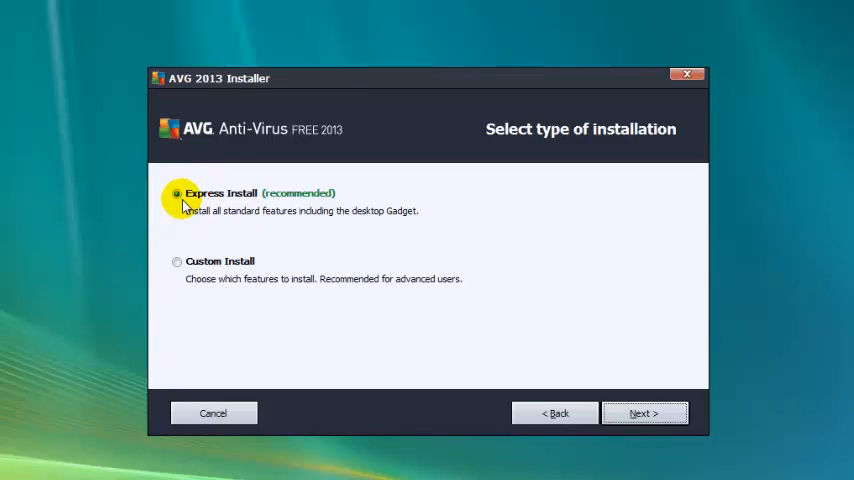 AVG 2013 Installer
AVG. Anti-Virus FREE 2013
Select type of installation
Express Install (recommended)
Install all standard features including the desktop Gadget.
Custom Install
Choose which features to install. Recommended for advanced users.
Cancel
< Back
Next >